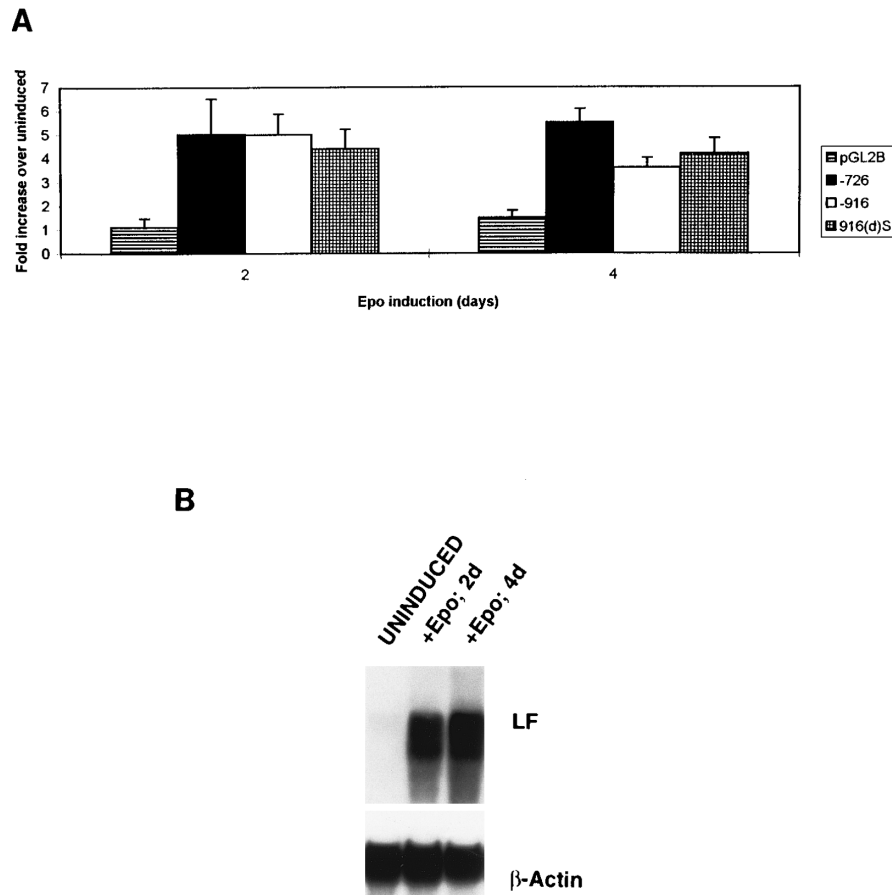 A
Fold increase over uninduced
7
6
5
4
3
2
1
0
2
4
Epo induction (days)
pGL2B
-726
-916
916(d)S
B
UNINDUCED
+Epo; 2d
+Epo; 4d
LF
β-Actin